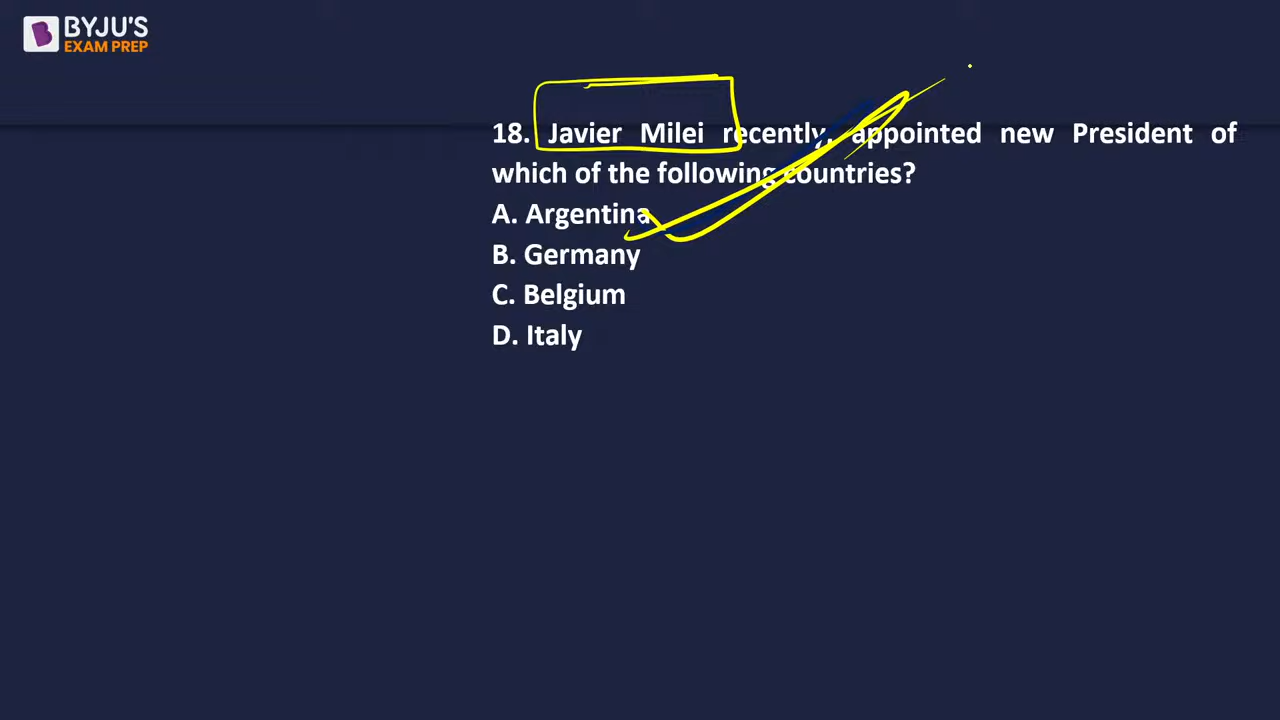 BYJU'S
EXAM PREP
18. Javier Milei recently, appointed new President of
which of the following countries?
A. Argentina
B. Germany
C. Belgium
D. Italy